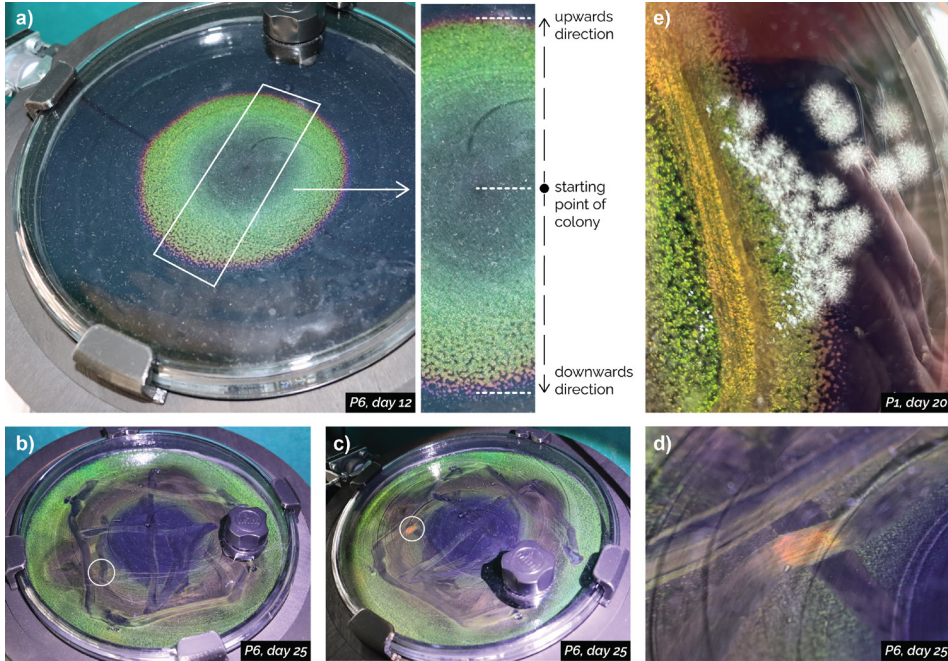 a)
P6, day 12
upwards
direction
starting
point of
colony
downwards
direction
e)
P1, day 20
b)
P6, day 25
c)
P6, day 25
d)
P6, day 25